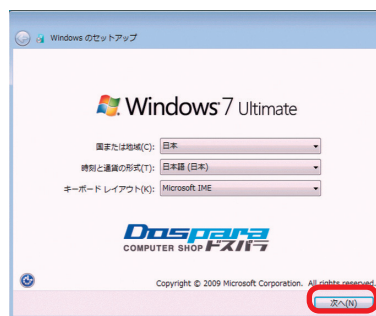 Windows のセットアップ
Windows 7 Ultimate
国または地域(C): 日本
時刻と通貨の形式(T): 日本語 (日本)
キーボード レイアウト(K): Microsoft IME
Dospara
COMPUTER SHOP ドスパラ
Copyright © 2009 Microsoft Corporation. All rights reserved.
次へ(N)